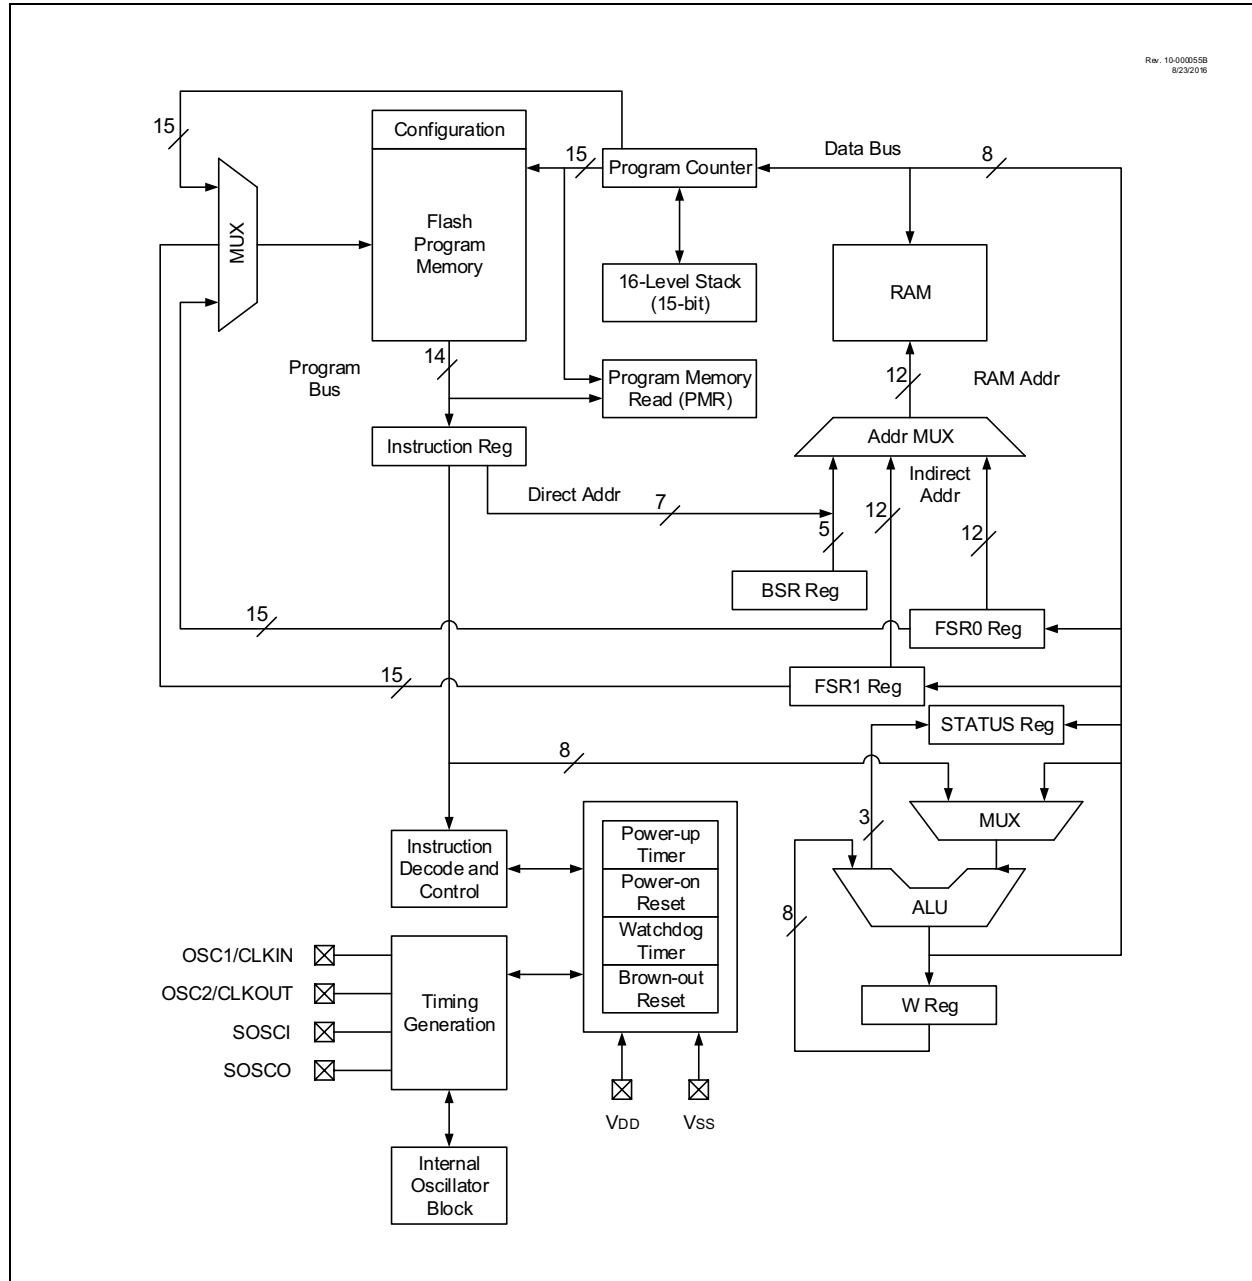 Rev. 10-000055B
8/23/2016
15
Configuration
15
Program Counter
Data Bus
8
MUX
Flash
Program
Memory
16-Level Stack
(15-bit)
RAM
Program
Bus
14
Program Memory
Read (PMR)
12
RAM Addr
Instruction Reg
Addr MUX
Direct Addr
7
Indirect
Addr
5
12
12
BSR Reg
15
FSR0 Reg
15
FSR1 Reg
STATUS Reg
8
3
MUX
Instruction
Decode and
Control
Power-up
Timer
Power-on
Reset
Watchdog
Timer
Brown-out
Reset
8
ALU
OSC1/CLKIN
OSC2/CLKOUT
SOSCI
SOSCO
Timing
Generation
W Reg
VDD
VSS
Internal
Oscillator
Block